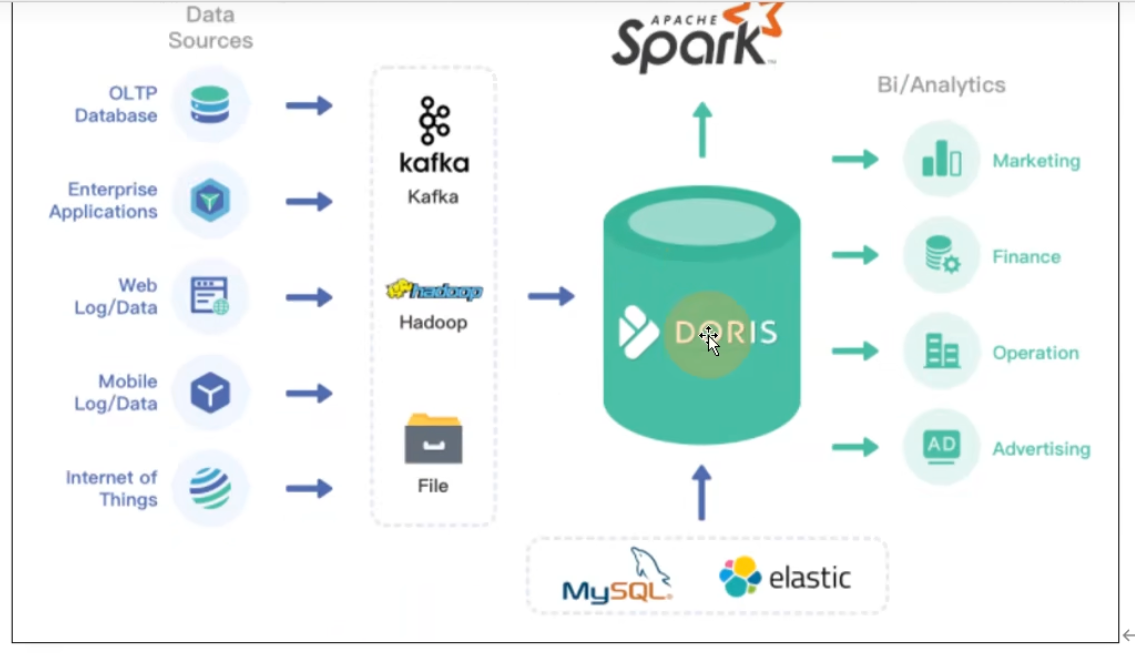 Data
Sources
OLTP
Database
Enterprise
Applications
Web
Log/Data
Mobile
Log/Data
Internet of
Things
kafka
Kafka
hadoop
Hadoop
File
APACHE
Spark™
DORIS
MySQL®
elastic
Bi/Analytics
Marketing
Finance
Operation
AD
Advertising